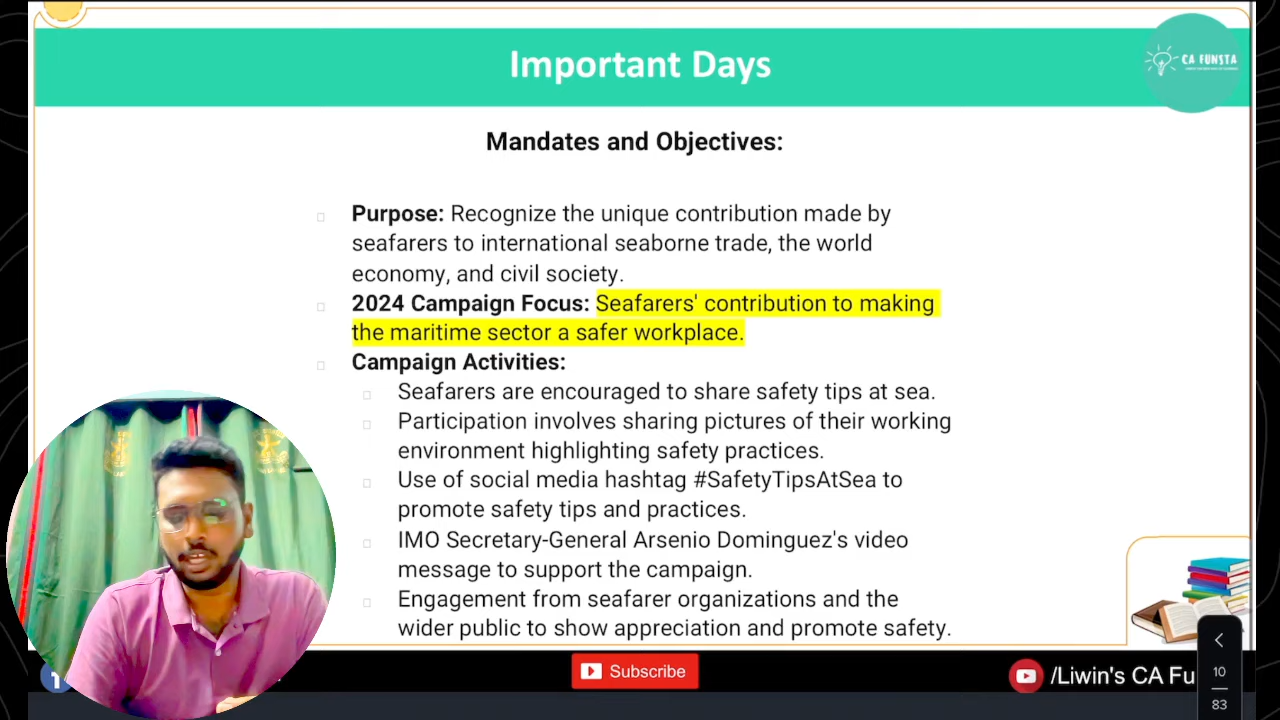 Important Days
CA FUNSTA
Mandates and Objectives:
Purpose: Recognize the unique contribution made by
seafarers to international seaborne trade, the world
economy, and civil society.
2024 Campaign Focus: Seafarers' contribution to making
the maritime sector a safer workplace.
Campaign Activities:
Seafarers are encouraged to share safety tips at sea.
Participation involves sharing pictures of their working
environment highlighting safety practices.
Use of social media hashtag #SafetyTipsAtSea to
promote safety tips and practices.
IMO Secretary-General Arsenio Dominguez's video
message to support the campaign.
Engagement from seafarer organizations and the
wider public to show appreciation and promote safety.
Subscribe
/Liwin's CA Fu
10
83